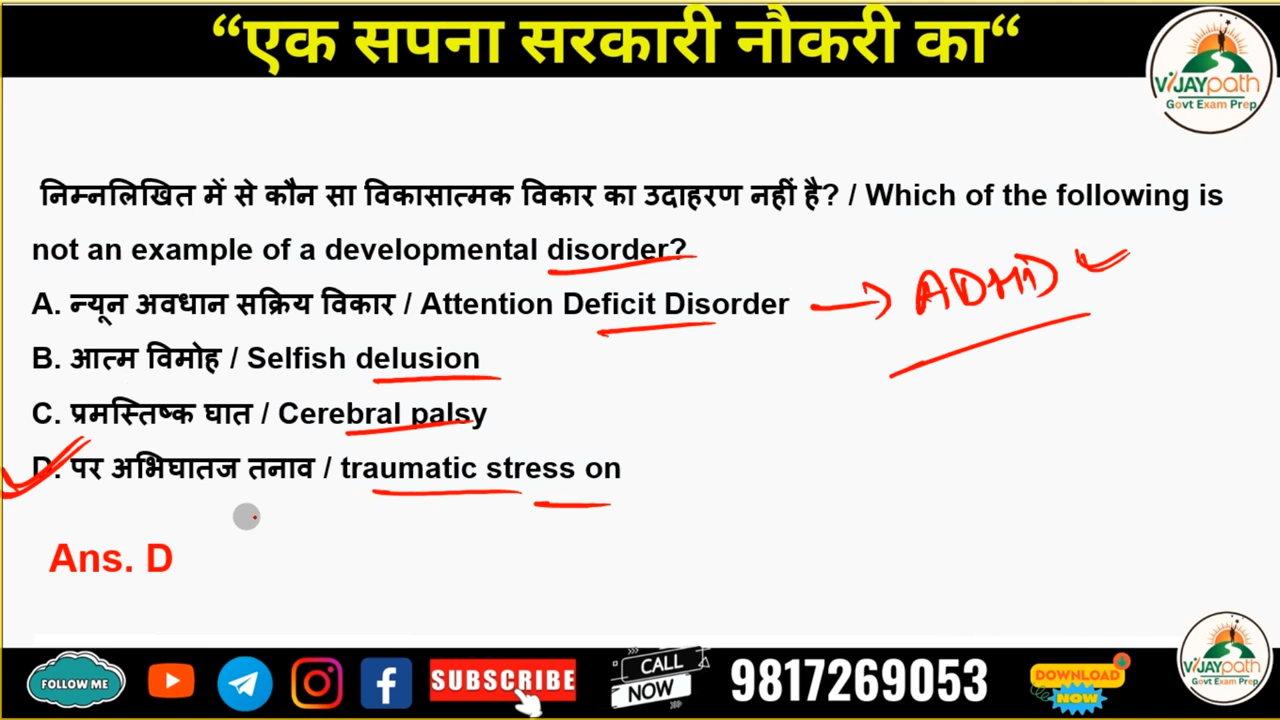 “एक सपना सरकारी नौकरी का“
VIJAYpath
Govt Exam Prep
निम्नलिखित में से कौन सा विकासात्मक विकार का उदाहरण नहीं है? / Which of the following is
not an example of a developmental disorder?
A. न्यून अवधान सक्रिय विकार / Attention Deficit Disorder
ADHD
B. आत्म विमोह / Selfish delusion
C. प्रमस्तिष्क घात / Cerebral palsy
D. पर अभिघातज तनाव / traumatic stress on
Ans. D
FOLLOW ME
SUBSCRIBE
CALL
NOW
9817269053
DOWNLOAD
NOW
VIJAYpath
Govt Exam Prep